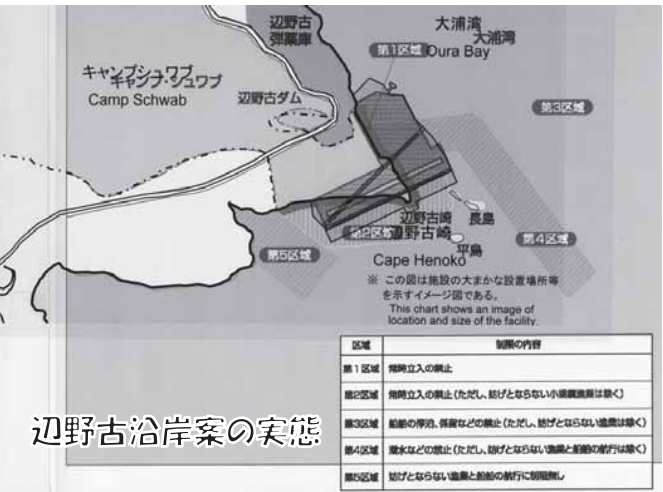 辺野古
弾薬庫
大浦湾
大浦湾
Oura Bay
第1区域
キャンプシュワブ
キャンプ・シュワブ
Camp Schwab
辺野古ダム
第3区域
辺野古崎
辺野古崎
長島
平島
第2区域
第4区域
第5区域
Cape Henoko
※ この図は施設の大まかな設置場所等
を示すイメージ図である。
This chart shows an image of
location and size of the facility.
区域 制限の内容
第1区域 常時立入の禁止
第2区域 常時立入の禁止(ただし、妨げとならない小規模漁業は除く)
第3区域 船舶の停泊、係留などの禁止(ただし、妨げとならない漁業は除く)
第4区域 潜水などの禁止(ただし、妨げとならない漁業と船舶の航行は除く)
第5区域 妨げとならない漁業と船舶の航行に制限無し
辺野古沿岸案の実態